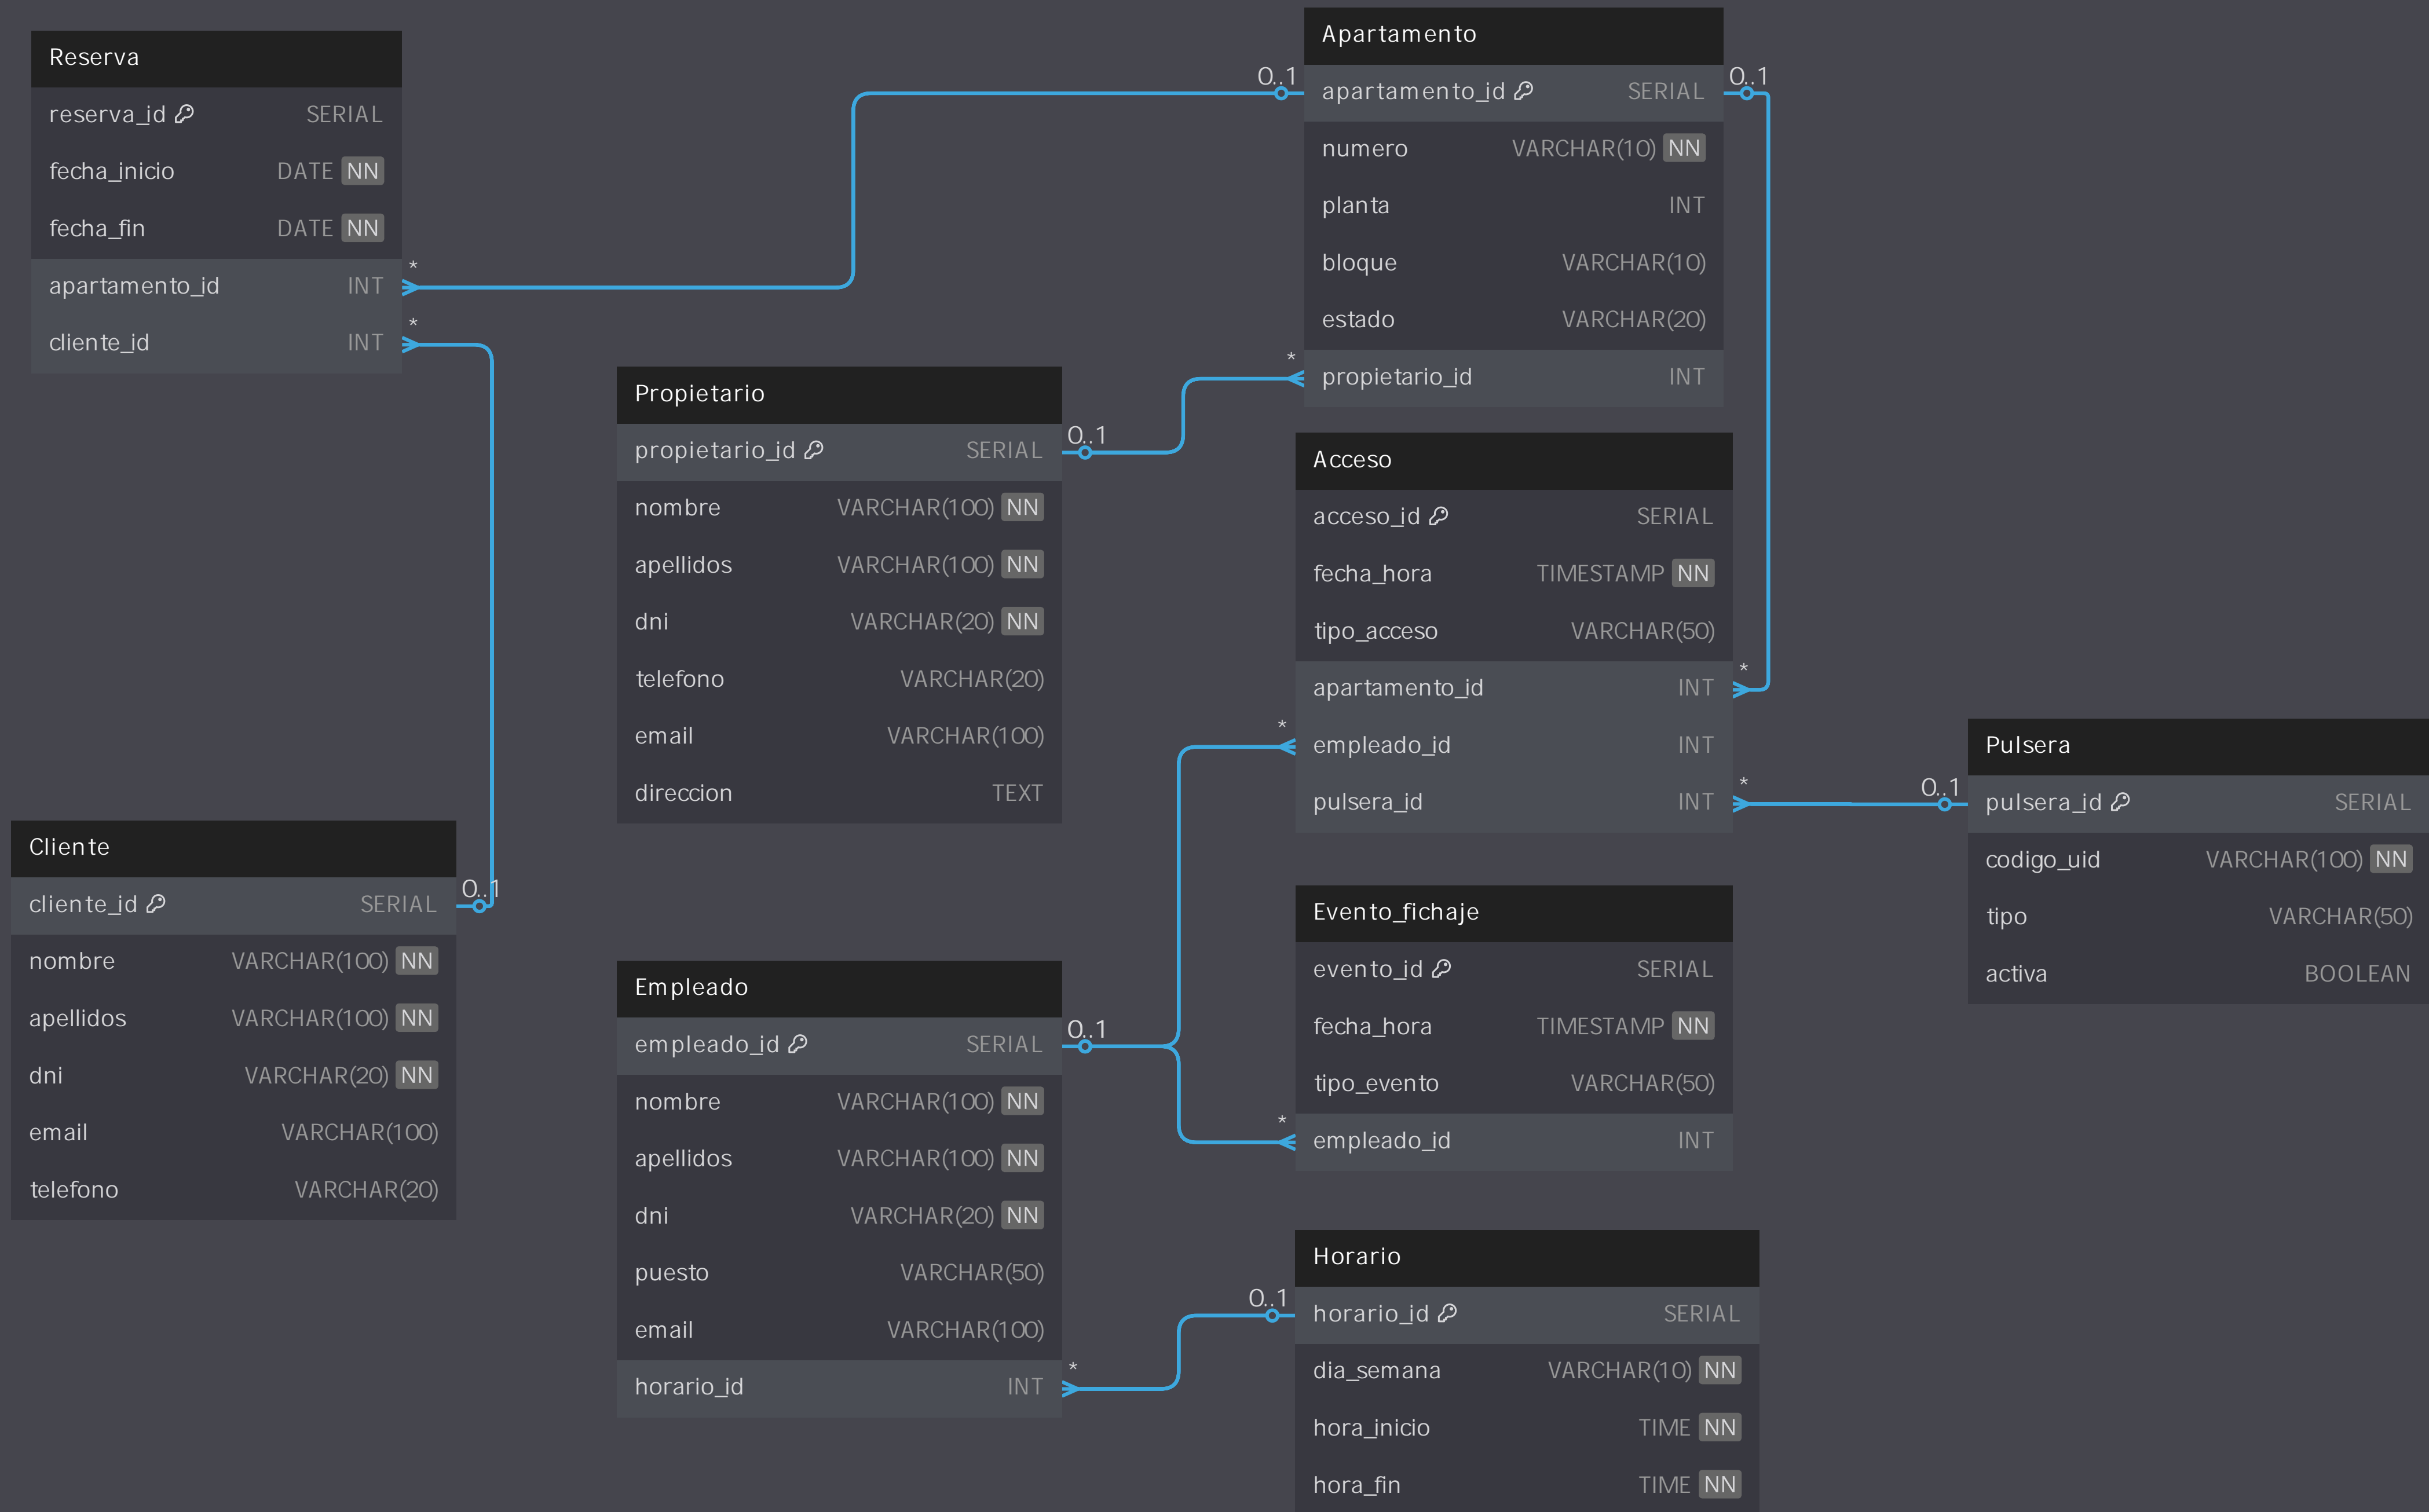 Reserva
reserva_id SERIAL
fecha_inicio DATE NN
fecha_fin DATE NN
apartamento_id INT *
cliente_id INT *
Apartamento
0..1 apartamento_id SERIAL 0..1
numero VARCHAR(10) NN
planta INT
bloque VARCHAR(10)
estado VARCHAR(20)
* propietario_id INT
Propietario
propietario_id SERIAL 0..1
nombre VARCHAR(100) NN
apellidos VARCHAR(100) NN
dni VARCHAR(20) NN
telefono VARCHAR(20)
email VARCHAR(100)
direccion TEXT
Acceso
acceso_id SERIAL
fecha_hora TIMESTAMP NN
tipo_acceso VARCHAR(50)
apartamento_id INT *
* empleado_id INT
pulsera_id INT *
Pulsera
0..1 pulsera_id SERIAL
codigo_uid VARCHAR(100) NN
tipo VARCHAR(50)
activa BOOLEAN
Cliente
cliente_id SERIAL 0..1
nombre VARCHAR(100) NN
apellidos VARCHAR(100) NN
dni VARCHAR(20) NN
email VARCHAR(100)
telefono VARCHAR(20)
Empleado
empleado_id SERIAL 0..1
nombre VARCHAR(100) NN
apellidos VARCHAR(100) NN
dni VARCHAR(20) NN
puesto VARCHAR(50)
email VARCHAR(100)
horario_id INT *
Evento_fichaje
evento_id SERIAL
fecha_hora TIMESTAMP NN
tipo_evento VARCHAR(50)
* empleado_id INT
Horario
0..1 horario_id SERIAL
dia_semana VARCHAR(10) NN
hora_inicio TIME NN
hora_fin TIME NN